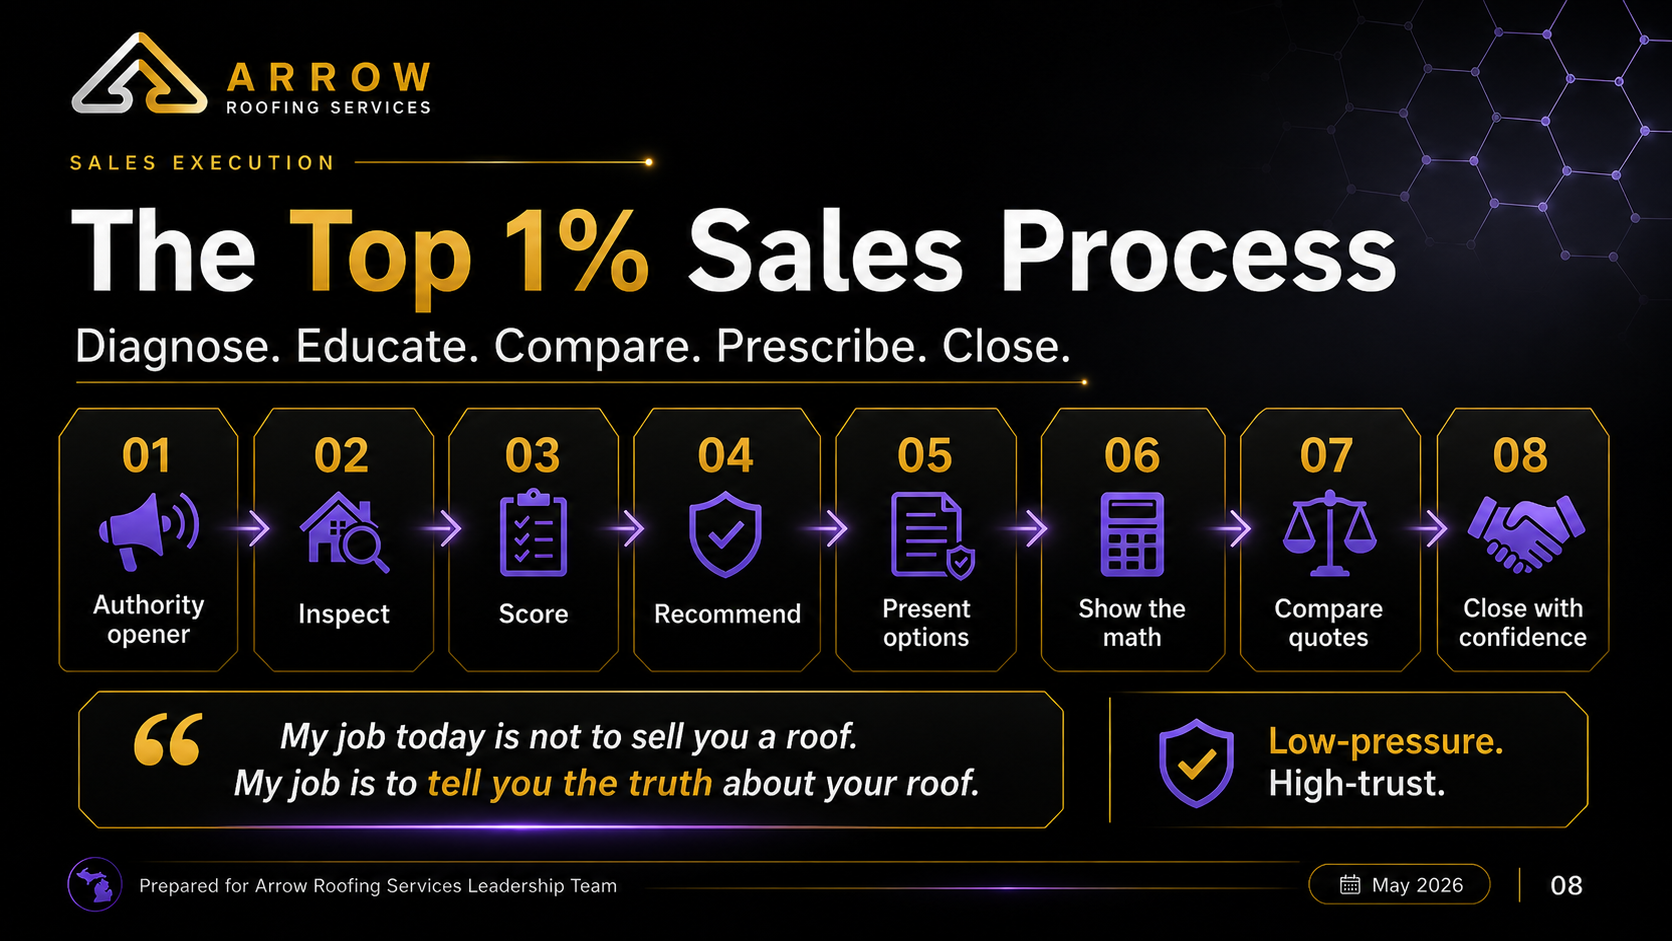 ARROW
ROOFING SERVICES
SALES EXECUTION
The Top 1% Sales Process
Diagnose. Educate. Compare. Prescribe. Close.
01
Authority
opener
02
Inspect
03
Score
04
Recommend
05
Present
options
06
Show the
math
07
Compare
quotes
08
Close with
confidence
“
My job today is not to sell you a roof.
My job is to tell you the truth about your roof.
Low-pressure.
High-trust.
Prepared for Arrow Roofing Services Leadership Team
May 2026
08